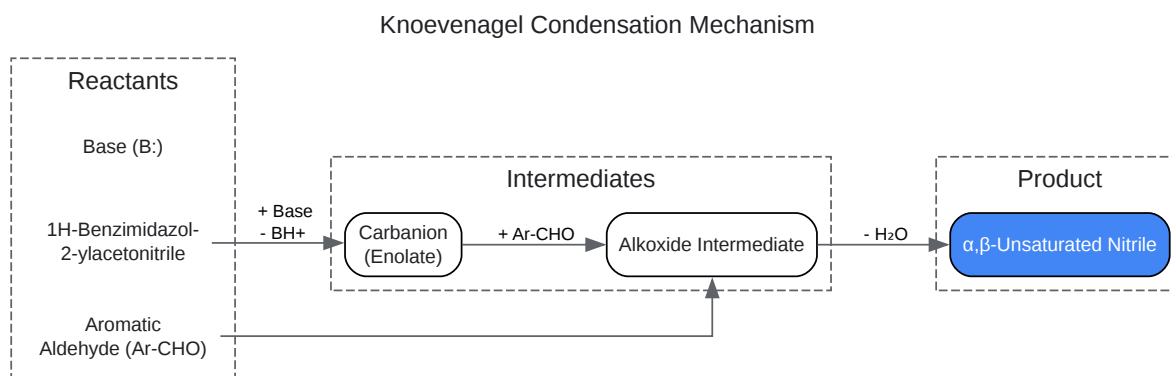 Knoevenagel Condensation Mechanism
Reactants
Base (B:)
1H-Benzimidazol-
2-ylacetonitrile
Aromatic
Aldehyde (Ar-CHO)
+ Base
- BH+
Intermediates
Carbanion
(Enolate)
+ Ar-CHO
Alkoxide Intermediate
- H₂O
Product
α,β-Unsaturated Nitrile